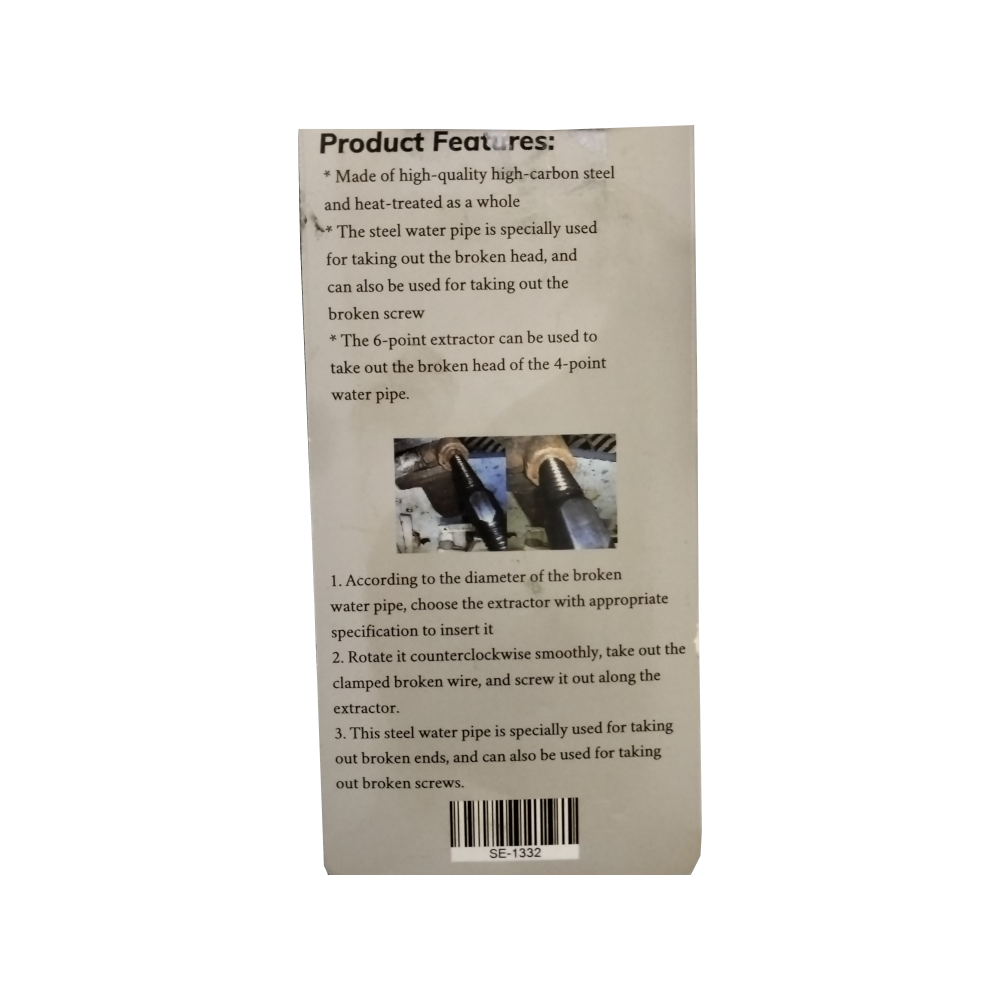 Product Features:
* Made of high-quality high-carbon steel
and heat-treated as a whole
* The steel water pipe is specially used
for taking out the broken head, and
can also be used for taking out the
broken screw
* The 6-point extractor can be used to
take out the broken head of the 4-point
water pipe.
1. According to the diameter of the broken
water pipe, choose the extractor with appropriate
specification to insert it
2. Rotate it counterclockwise smoothly, take out the
clamped broken wire, and screw it out along the
extractor.
3. This steel water pipe is specially used for taking
out broken ends, and can also be used for taking
out broken screws.
SE-1332